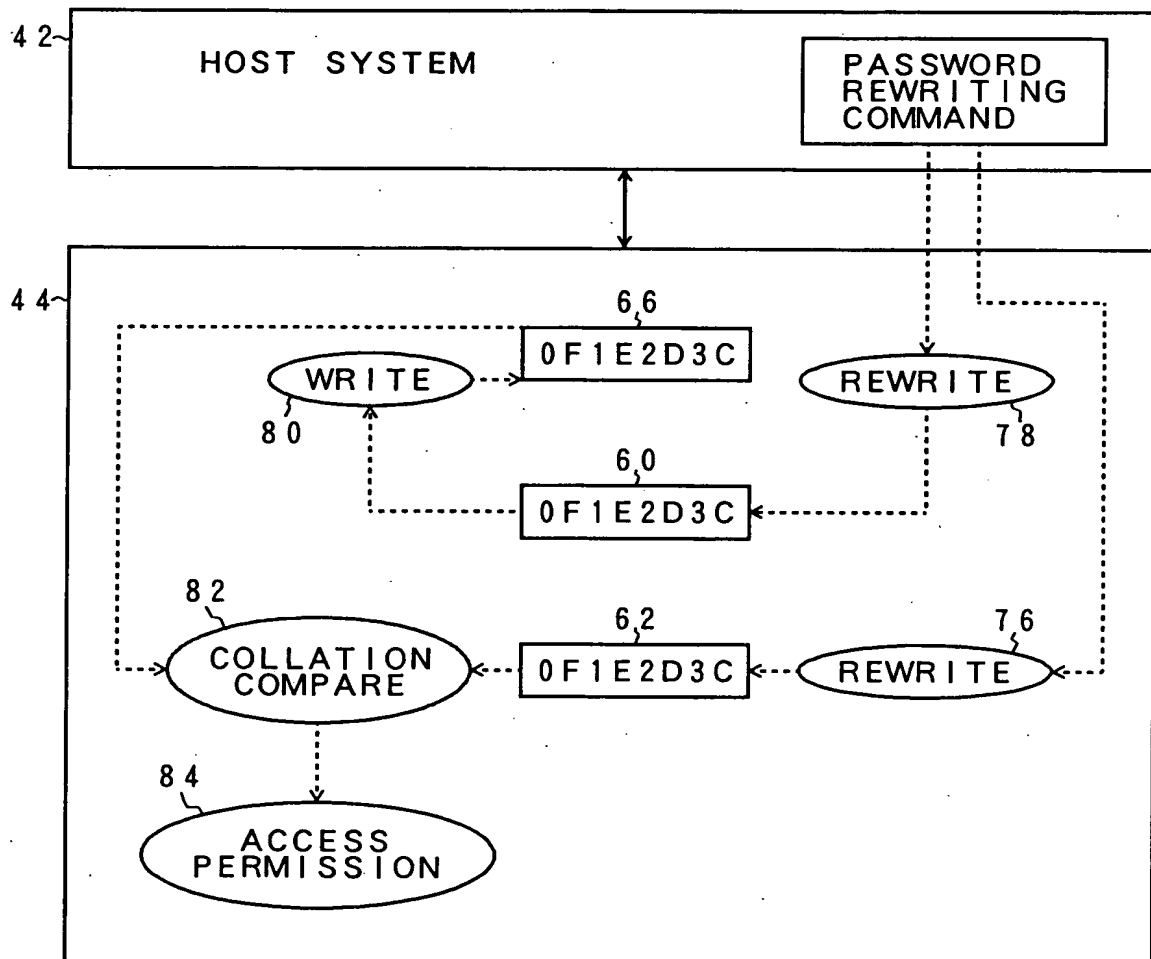 42
HOST SYSTEM
PASSWORD
REWRITING
COMMAND
44
66
0F1E2D3C
WRITE
80
REWRITE
78
60
0F1E2D3C
82
COLLATION
COMPARE
62
0F1E2D3C
76
REWRITE
84
ACCESS
PERMISSION